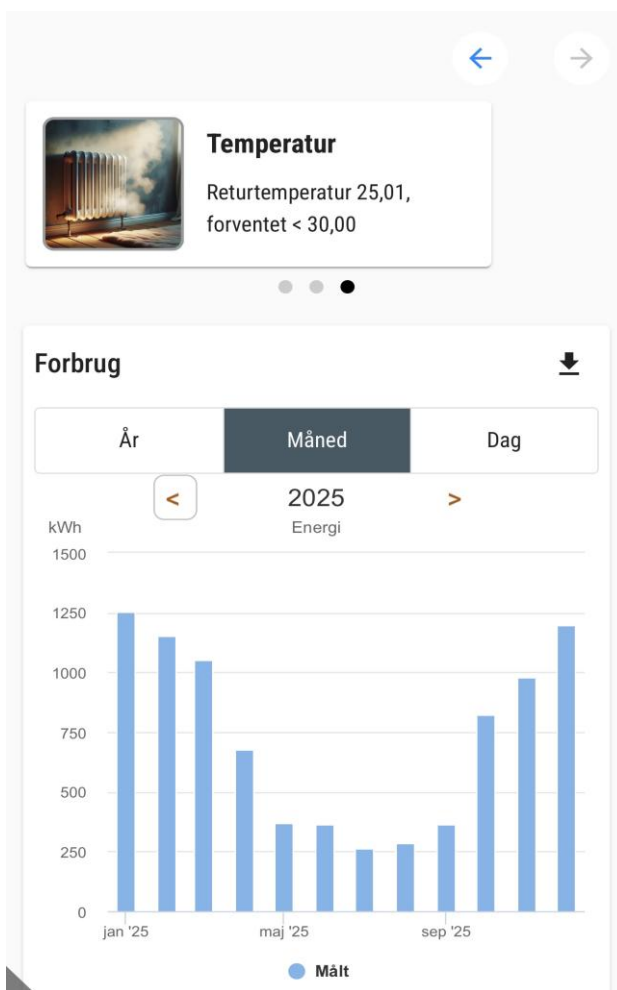 Temperatur
Returtemperatur 25,01,
forventet < 30,00
Forbrug
År Måned Dag
< 2025 >
kWh Energi
1500
1250
1000
750
500
250
0
jan '25 maj '25 sep '25
Målt